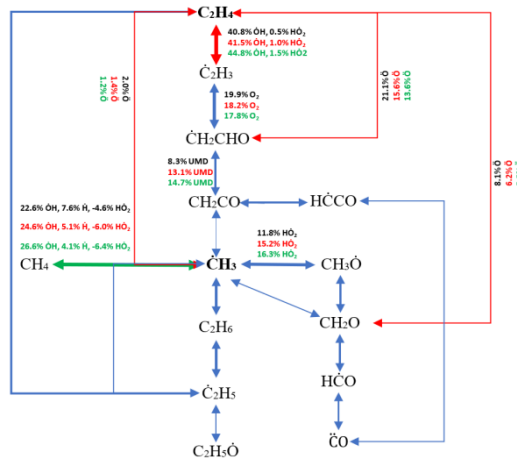 C₂H₄
40.8% ȮH, 0.5% HȮ₂
41.5% ȮH, 1.0% HȮ₂
44.8% ȮH, 1.5% HȮ2
Ċ₂H₃
2.0% Ö
1.4% Ö
1.2% Ö
19.9% O₂
18.2% O₂
17.8% O₂
21.1% Ö
15.6% Ö
13.6% Ö
ĊH₂CHO
8.3% UMD
13.1% UMD
14.7% UMD
8.1% Ö
6.2% Ö
CH₂CO
HĊCO
22.6% ȮH, 7.6% Ḣ, -4.6% HȮ₂
24.6% ȮH, 5.1% Ḣ, -6.0% HȮ₂
26.6% ȮH, 4.1% Ḣ, -6.4% HȮ₂
11.8% HȮ₂
15.2% HȮ₂
16.3% HȮ₂
CH₄
ĊH₃
CH₃Ȯ
C₂H₆
CH₂O
HĊO
Ċ₂H₅
C̈O
C₂H₅Ȯ